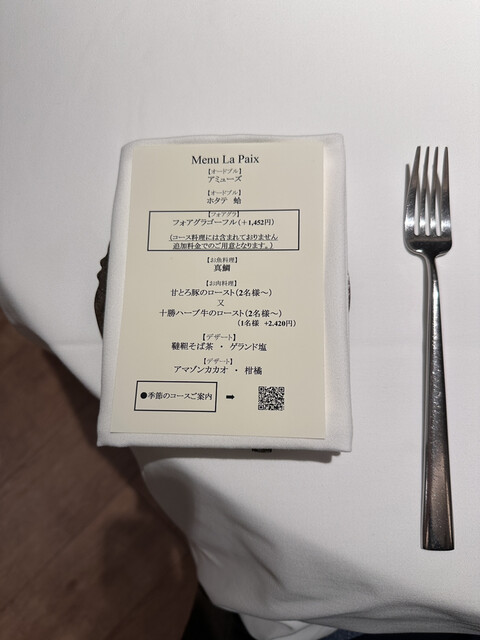 Menu La Paix
【オードブル】
アミューズ
【オードブル】
ホタテ 蛤
【フォアグラ】
フォアグラゴーフル(+1,452円)
(コース料理には含まれておりません
追加料金でのご用意となります。)
【お魚料理】
真鯛
【お肉料理】
甘とろ豚のロースト(2名様~)
又
十勝ハーブ牛のロースト(2名様~)
(1名様 +2,420円)
【デザート】
韃靼そば茶 ・ ゲランド塩
【デザート】
アマゾンカカオ ・ 柑橘
●季節のコースご案内 ➡